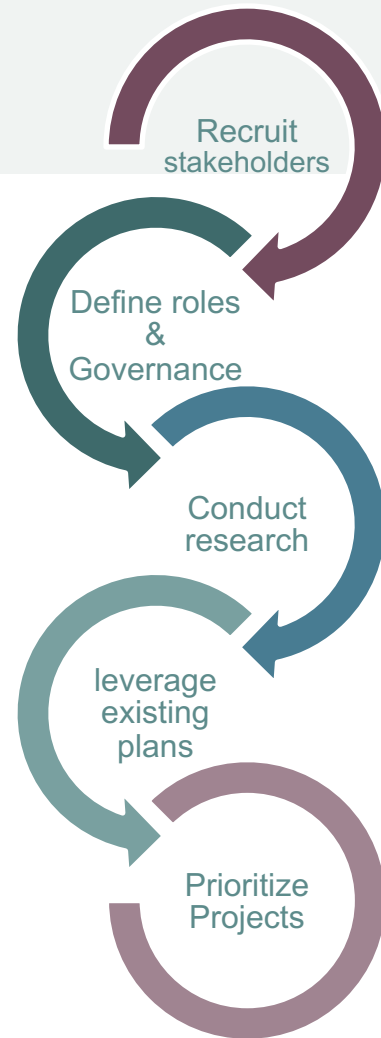 Recruit
stakeholders
Define roles
&
Governance
Conduct
research
leverage
existing
plans
Prioritize
Projects